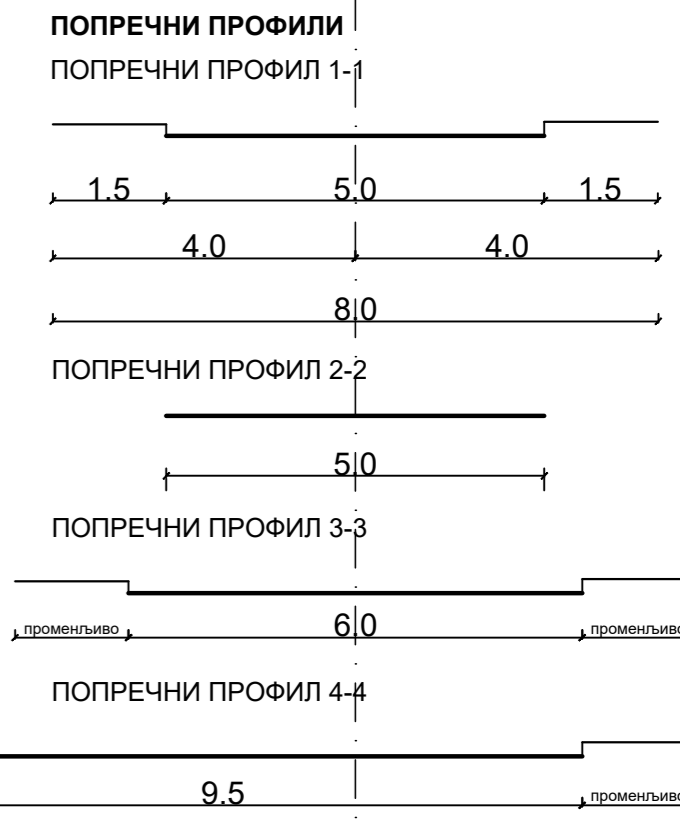 ПОПРЕЧНИ ПРОФИЛИ
ПОПРЕЧНИ ПРОФИЛ 1-1
1.5 5.0 1.5
4.0 4.0
8.0
ПОПРЕЧНИ ПРОФИЛ 2-2
5.0
ПОПРЕЧНИ ПРОФИЛ 3-3
променљиво 6.0 променљиво
ПОПРЕЧНИ ПРОФИЛ 4-4
9.5 променљиво